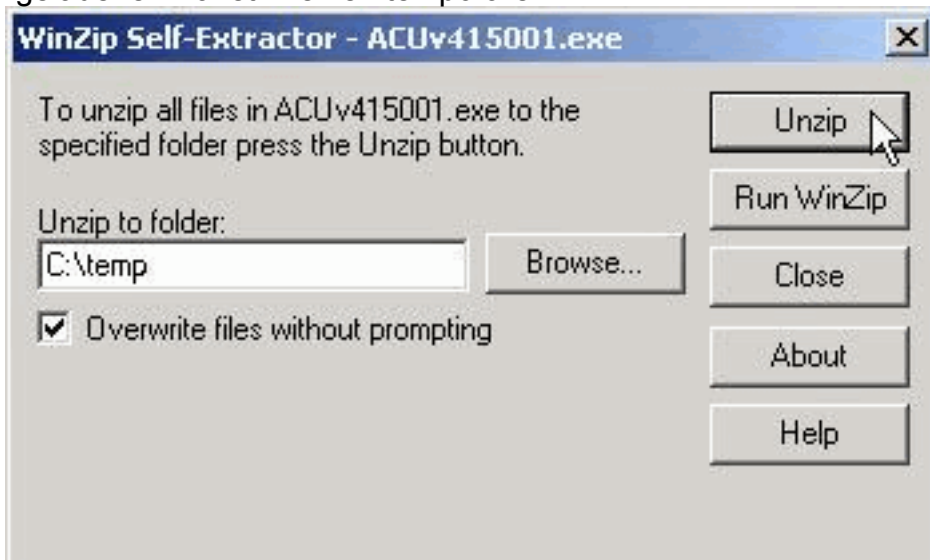 WinZip Self-Extractor - ACUv415001.exe
To unzip all files in ACUv415001.exe to the
specified folder press the Unzip button.
Unzip to folder:
C:\temp
Browse...
Overwrite files without prompting
Unzip
Run WinZip
Close
About
Help